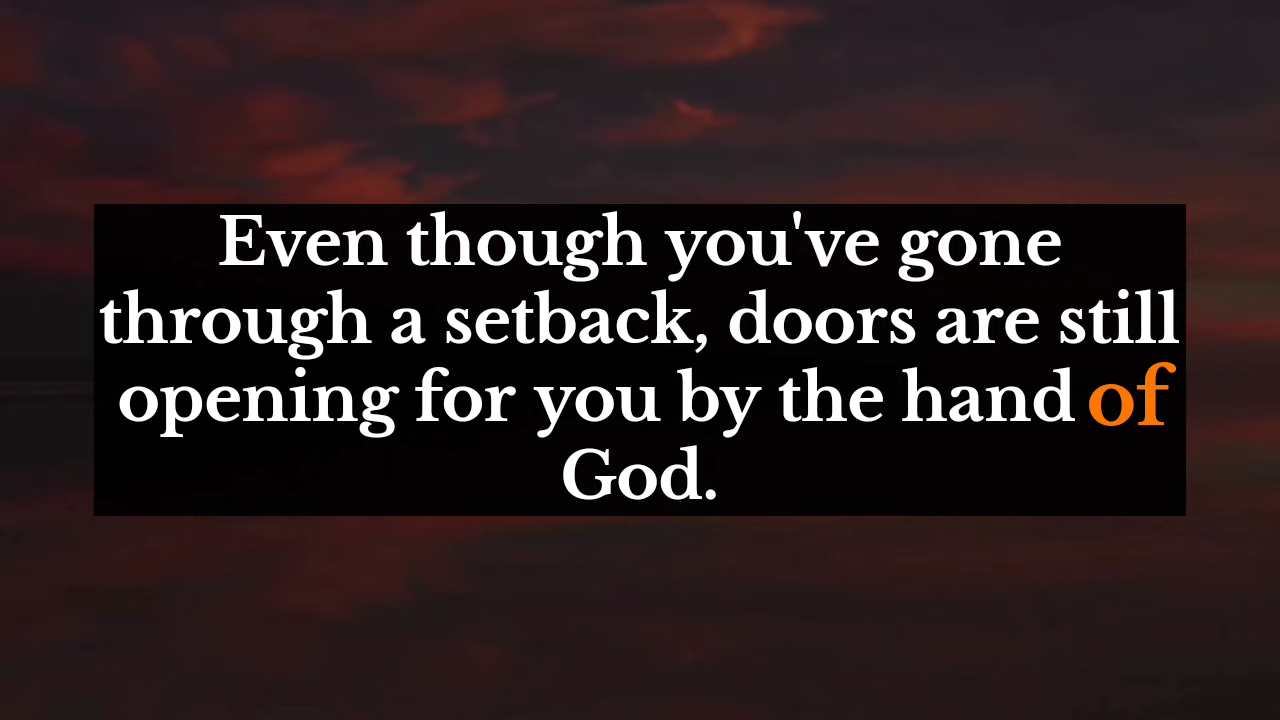 Even though you've gone
through a setback, doors are still
opening for you by the hand of
God.